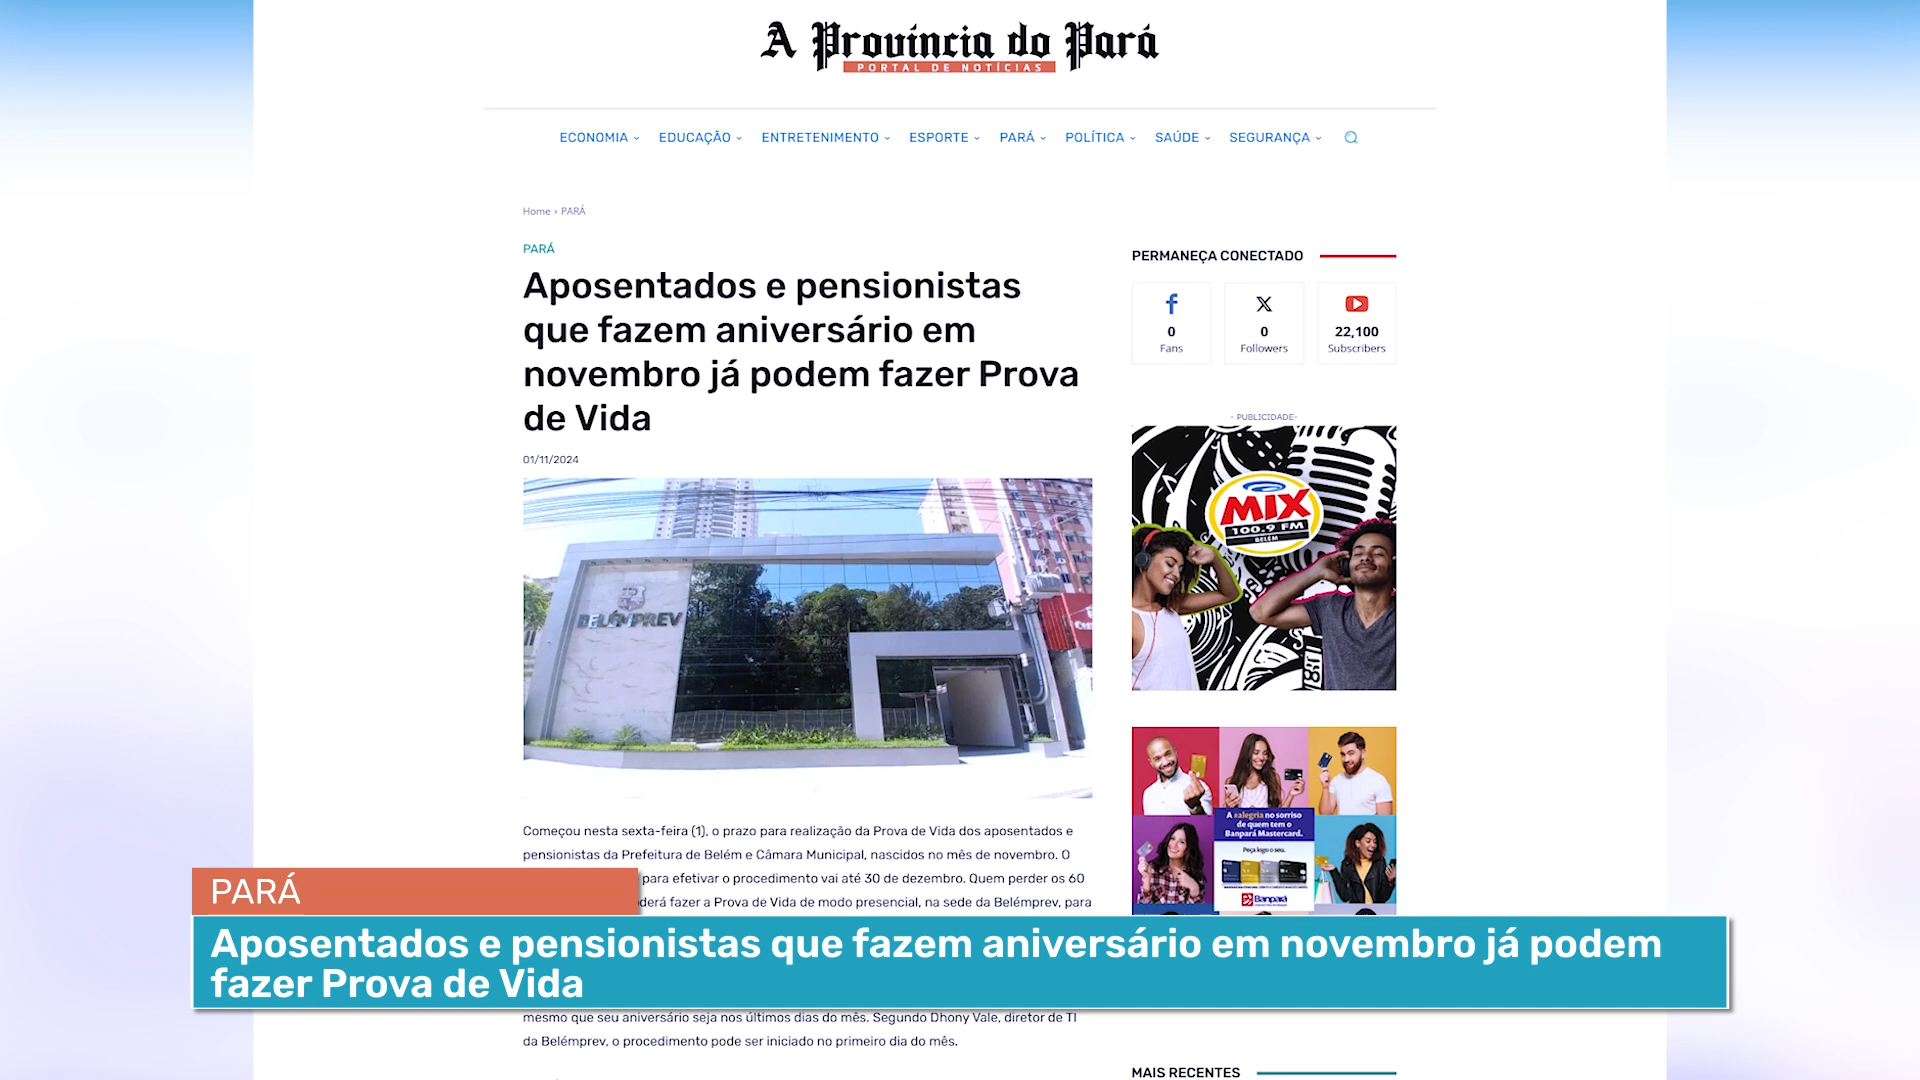 A Província do Pará
PORTAL DE NOTÍCIAS
ECONOMIA
EDUCAÇÃO
ENTRETENIMENTO
ESPORTE
PARÁ
POLÍTICA
SAÚDE
SEGURANÇA
Home › PARÁ
PARÁ
Aposentados e pensionistas
que fazem aniversário em
novembro já podem fazer Prova
de Vida
01/11/2024
BELÉMPREV
Começou nesta sexta-feira (1), o prazo para realização da Prova de Vida dos aposentados e
pensionistas da Prefeitura de Belém e Câmara Municipal, nascidos no mês de novembro. O
para efetivar o procedimento vai até 30 de dezembro. Quem perder os 60
derá fazer a Prova de Vida de modo presencial, na sede da Belémprev, para
mesmo que seu aniversário seja nos últimos dias do mês. Segundo Dhony Vale, diretor de TI
da Belémprev, o procedimento pode ser iniciado no primeiro dia do mês.
PERMANEÇA CONECTADO
0
Fans
0
Followers
22,100
Subscribers
- PUBLICIDADE-
MIX
100.9 FM
BELÉM
A #alegria no sorriso
de quem tem o
Banpará Mastercard.
Peça logo o seu.
Banpará
MAIS RECENTES
PARÁ
Aposentados e pensionistas que fazem aniversário em novembro já podem
fazer Prova de Vida